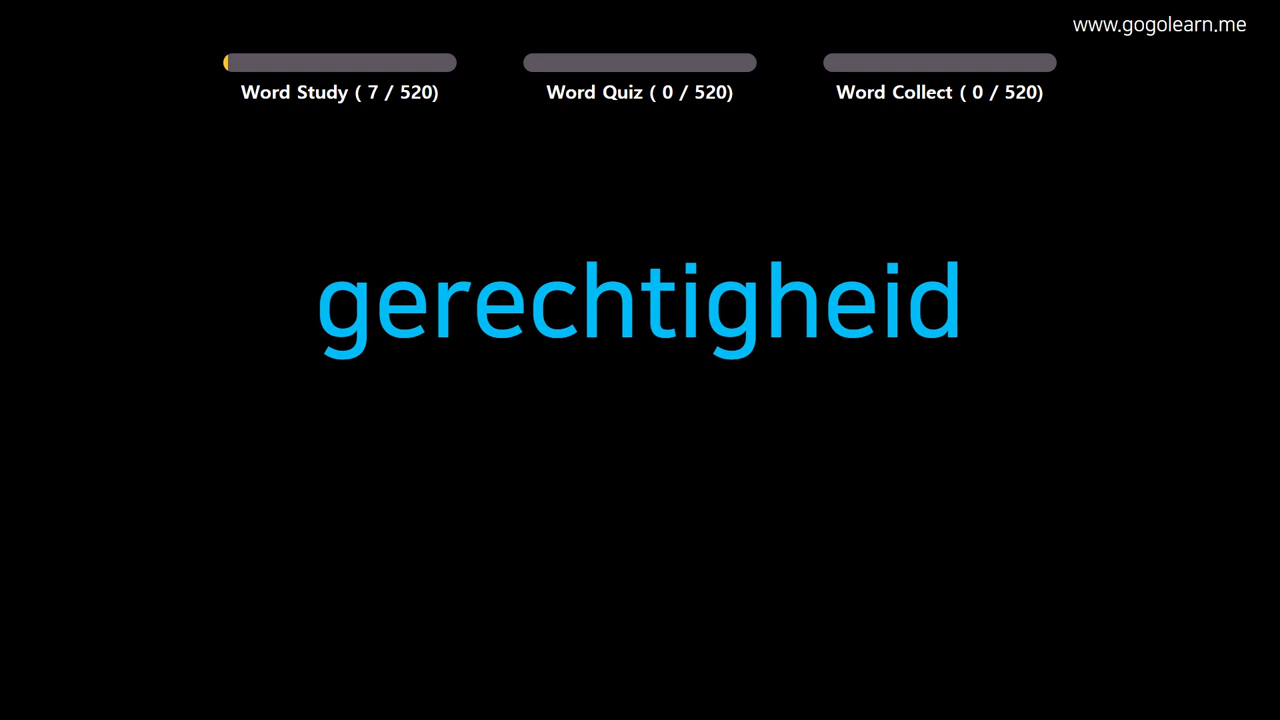 www.gogolearn.me
Word Study ( 7 / 520)
Word Quiz ( 0 / 520)
Word Collect ( 0 / 520)
gerechtigheid